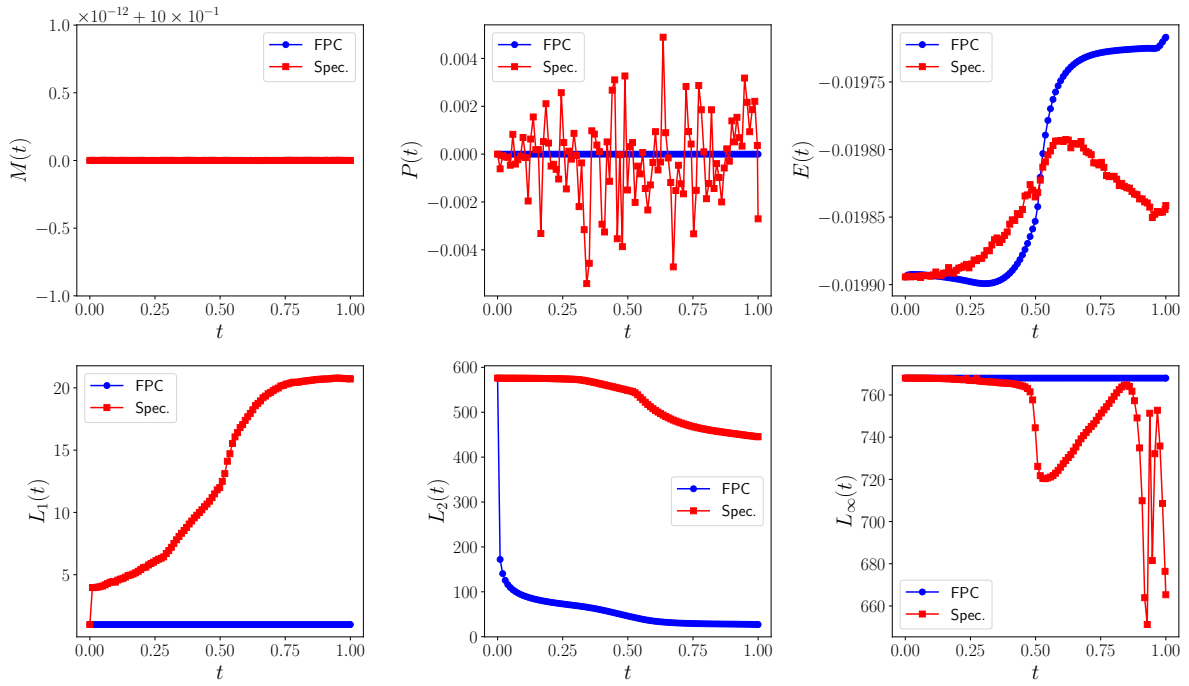 ×10⁻¹² + 10 × 10⁻¹
1.0
0.5
0.0
−0.5
−1.0
M(t)
FPC
Spec.
0.00 0.25 0.50 0.75 1.00
t
0.004
0.002
0.000
−0.002
−0.004
P(t)
FPC
Spec.
0.00 0.25 0.50 0.75 1.00
t
−0.01975
−0.01980
−0.01985
−0.01990
E(t)
FPC
Spec.
0.00 0.25 0.50 0.75 1.00
t
20
15
10
5
L₁(t)
FPC
Spec.
0.00 0.25 0.50 0.75 1.00
t
600
500
400
300
200
100
0
L₂(t)
FPC
Spec.
0.00 0.25 0.50 0.75 1.00
t
760
740
720
700
680
660
L∞(t)
FPC
Spec.
0.00 0.25 0.50 0.75 1.00
t